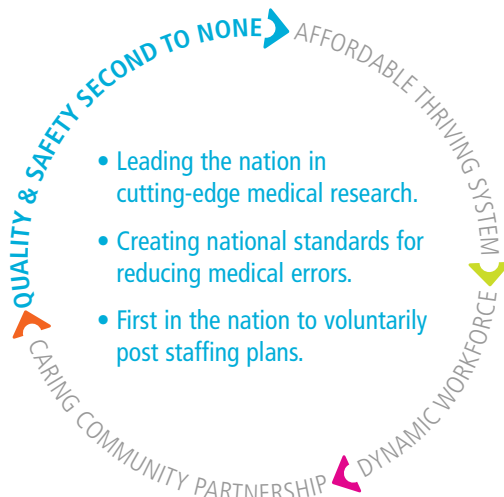 QUALITY & SAFETY SECOND TO NONE
AFFORDABLE THRIVING SYSTEM
• Leading the nation in
cutting-edge medical research.
• Creating national standards for
reducing medical errors.
• First in the nation to voluntarily
post staffing plans.
DYNAMIC WORKFORCE
CARING COMMUNITY PARTNERSHIP